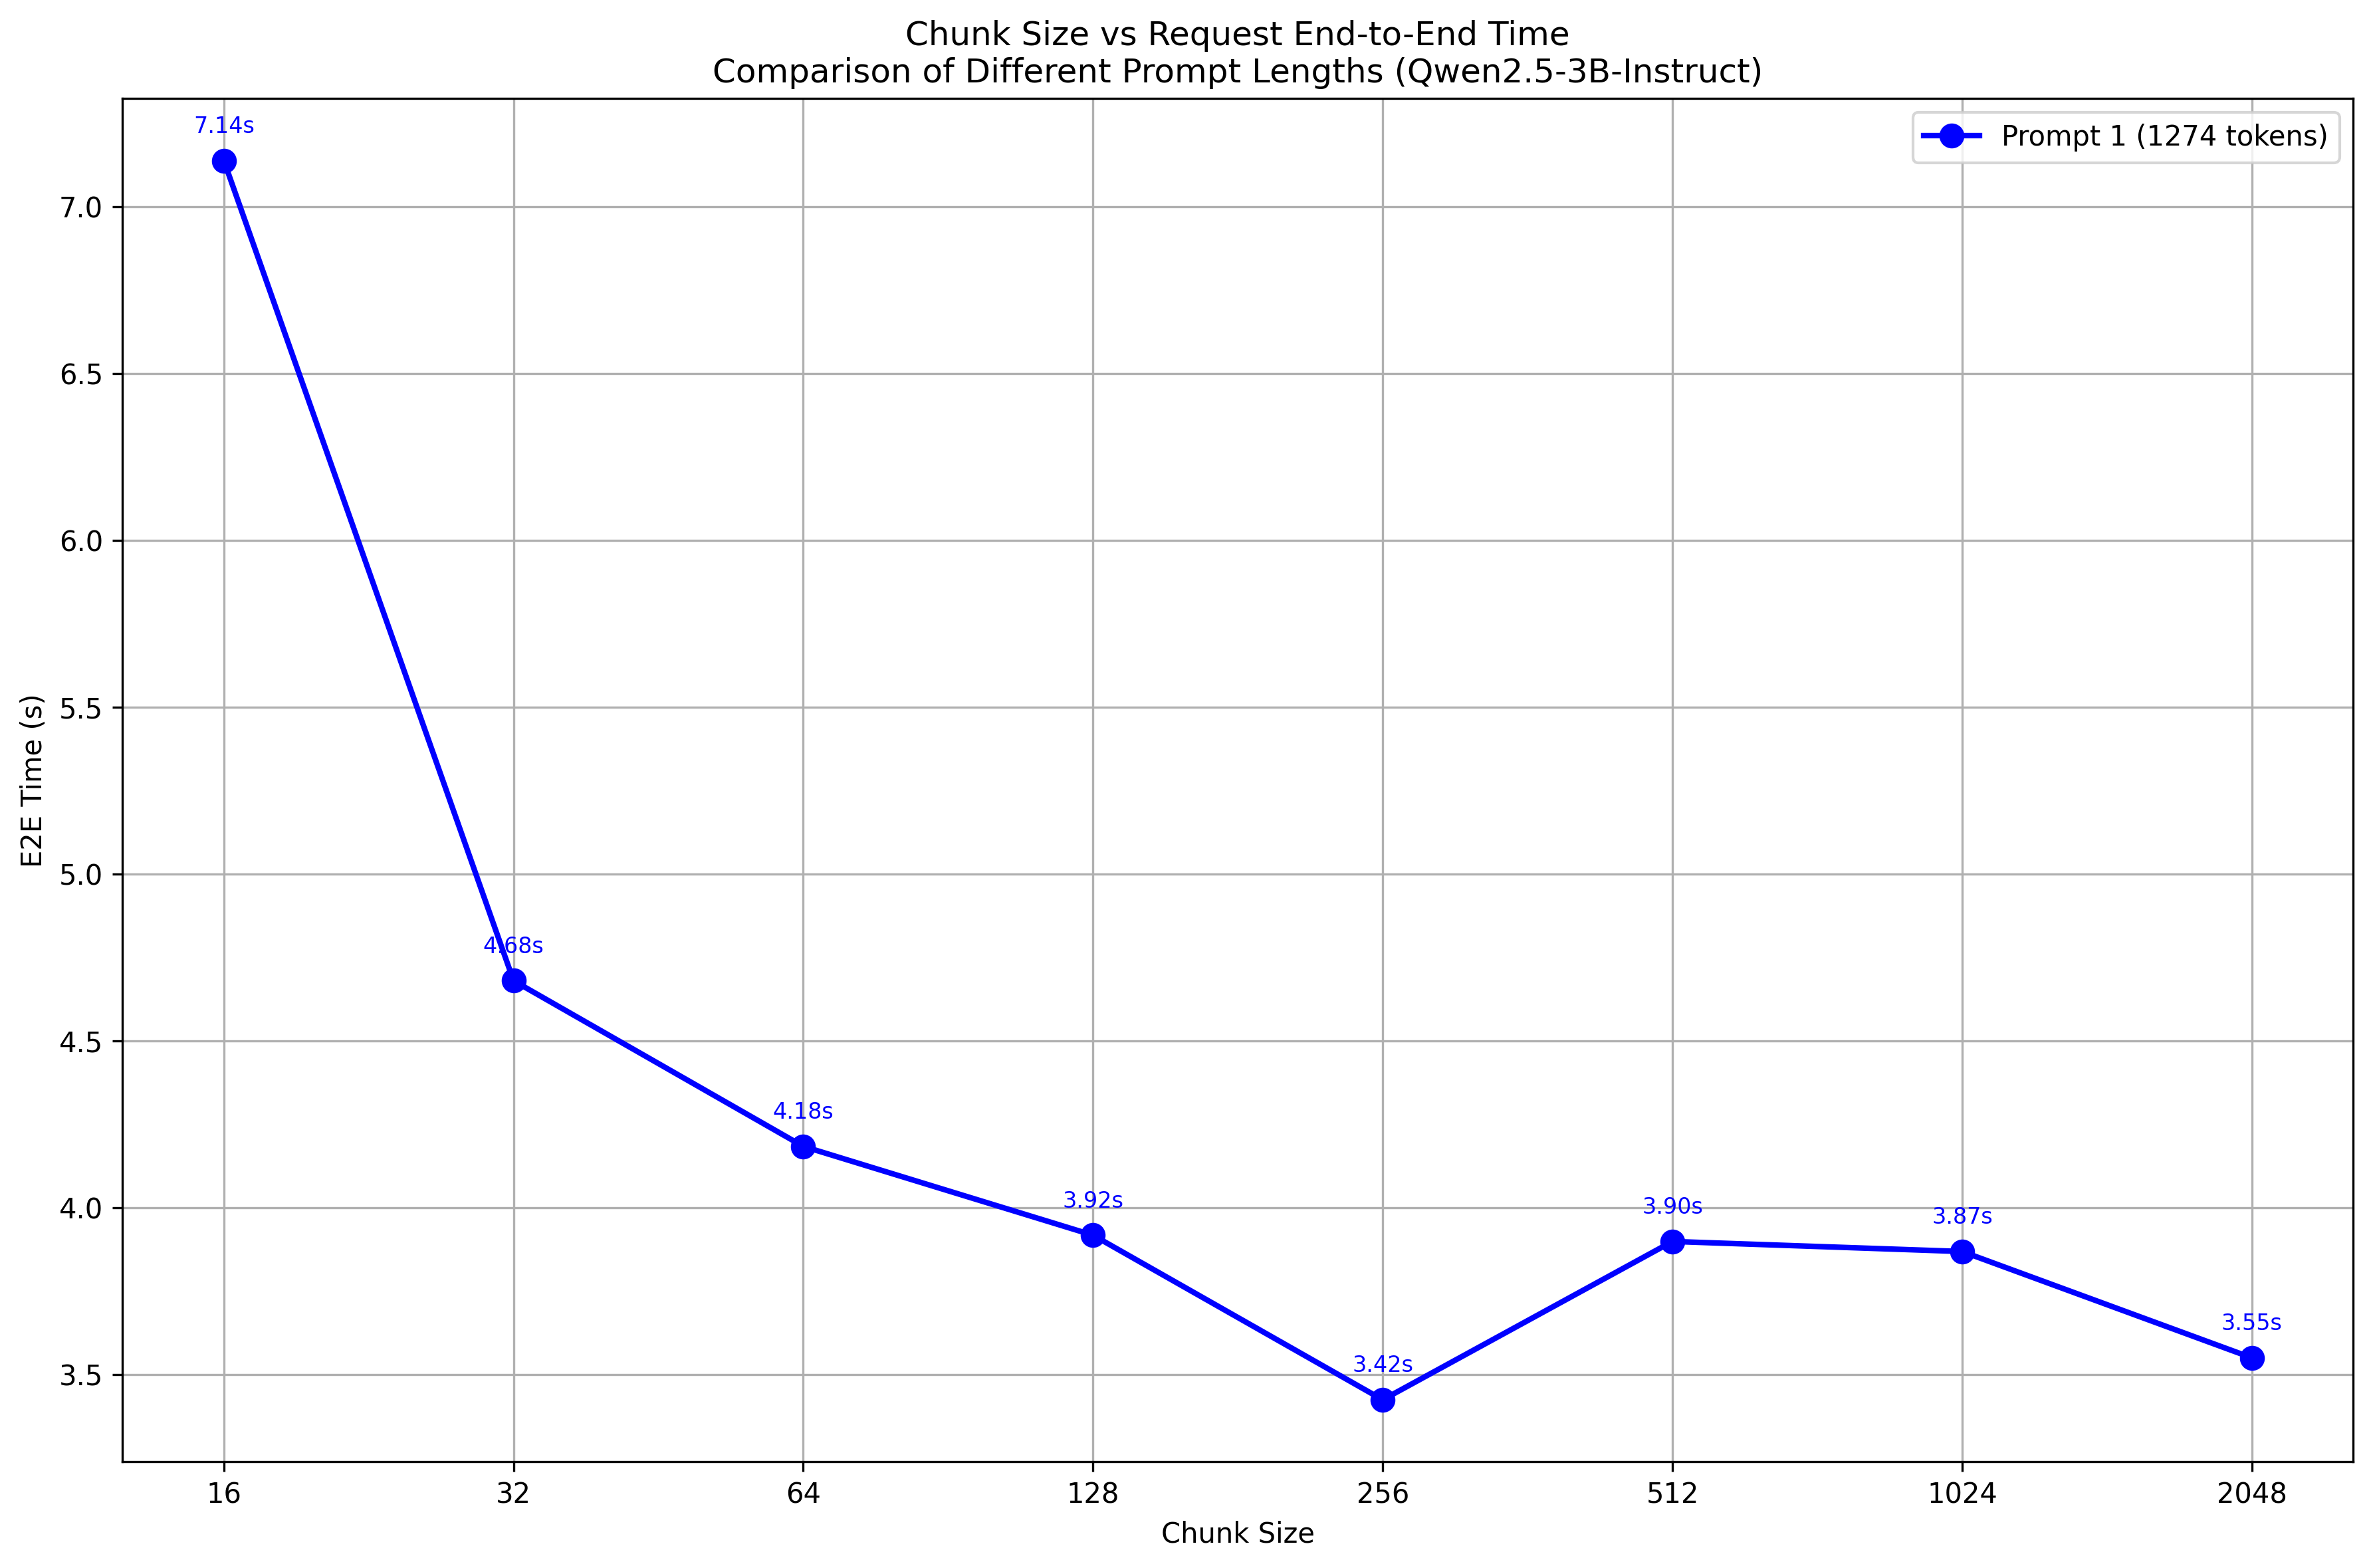 Chunk Size vs Request End-to-End Time
Comparison of Different Prompt Lengths (Qwen2.5-3B-Instruct)
Prompt 1 (1274 tokens)
E2E Time (s)
7.0
6.5
6.0
5.5
5.0
4.5
4.0
3.5
7.14s
4.68s
4.18s
3.92s
3.42s
3.90s
3.87s
3.55s
16 32 64 128 256 512 1024 2048
Chunk Size